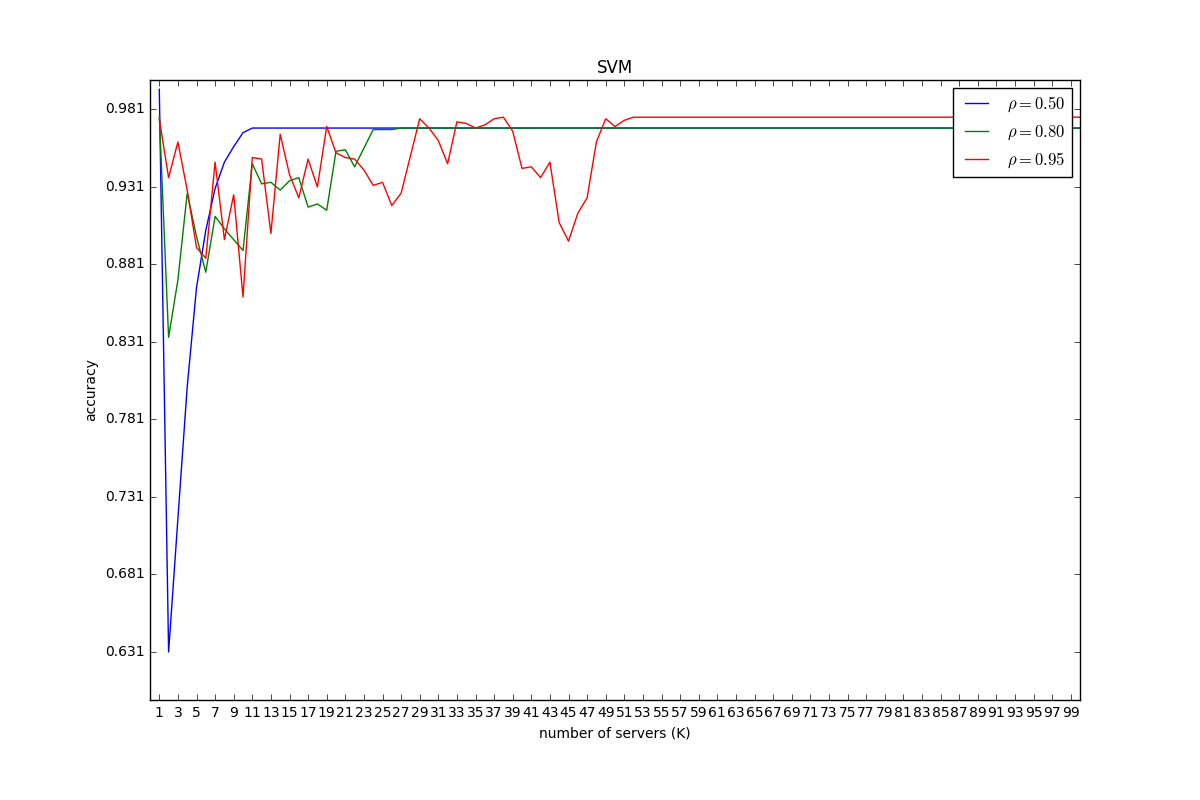 SVM
0.981
0.931
0.881
0.831
0.781
0.731
0.681
0.631
accuracy
1 3 5 7 9 11 13 15 17 19 21 23 25 27 29 31 33 35 37 39 41 43 45 47 49 51 53 55 57 59 61 63 65 67 69 71 73 75 77 79 81 83 85 87 89 91 93 95 97 99
number of servers (K)
ρ = 0.50
ρ = 0.80
ρ = 0.95